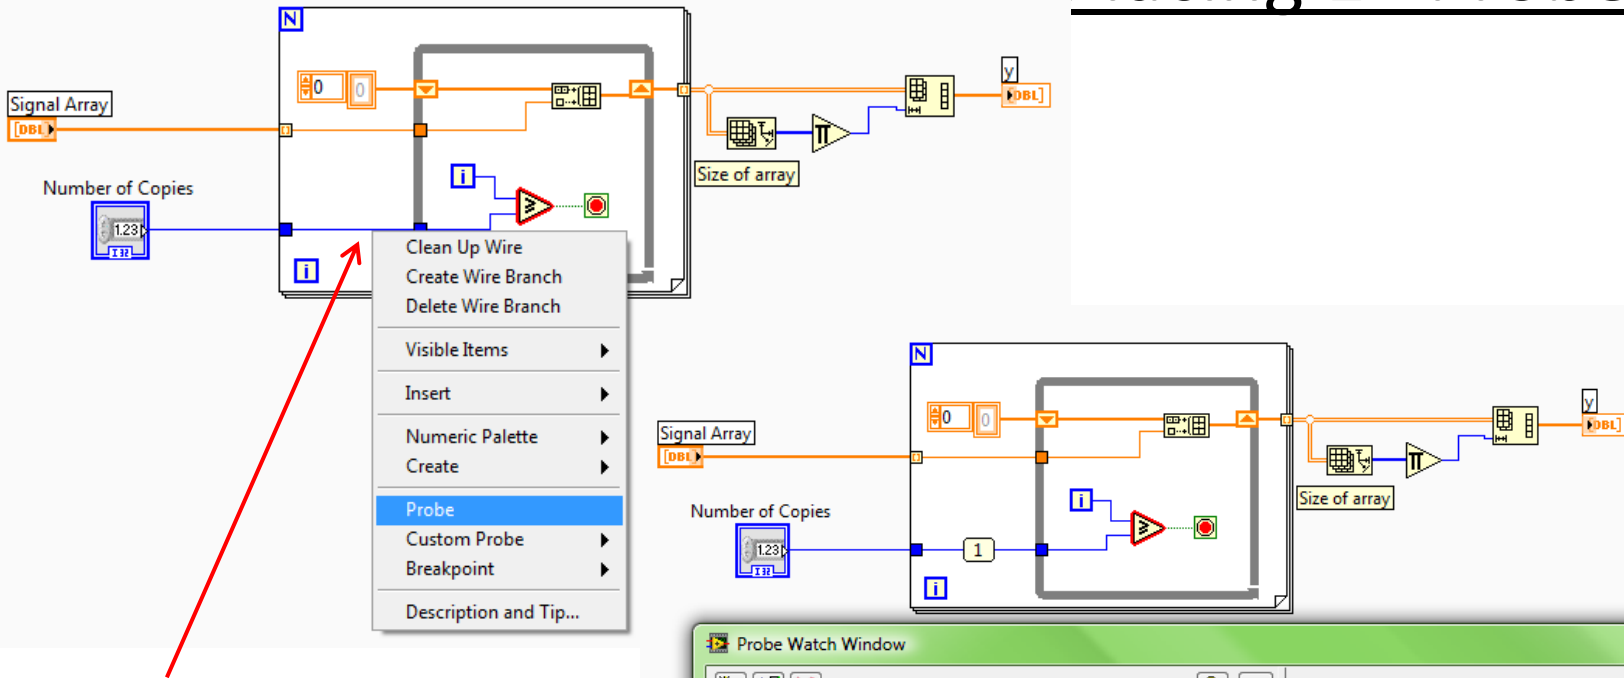 N
0
0
Signal Array
[DBL]
Number of Copies
1.23
I32
i
i
Size of array
y
[DBL]
Clean Up Wire
Create Wire Branch
Delete Wire Branch
Visible Items
Insert
Numeric Palette
Create
Probe
Custom Probe
Breakpoint
Description and Tip...
N
0
0
Signal Array
[DBL]
Number of Copies
1.23
I32
1
i
i
Size of array
y
[DBL]
Probe Watch Window